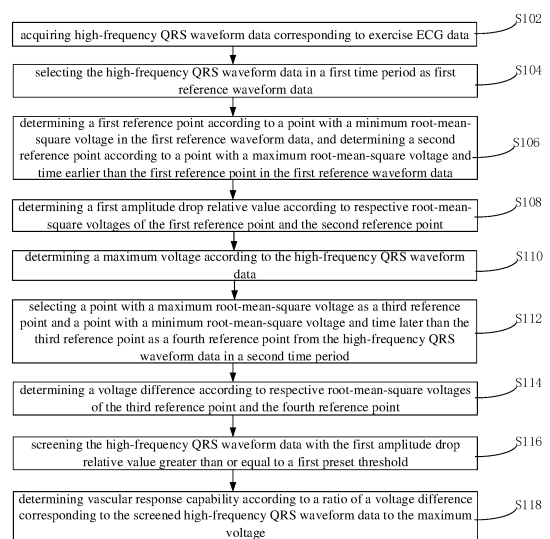 acquiring high-frequency QRS waveform data corresponding to exercise ECG data
S102
selecting the high-frequency QRS waveform data in a first time period as first
reference waveform data
S104
determining a first reference point according to a point with a minimum root-mean-
square voltage in the first reference waveform data, and determining a second
reference point according to a point with a maximum root-mean-square voltage and
time earlier than the first reference point in the first reference waveform data
S106
determining a first amplitude drop relative value according to respective root-mean-
square voltages of the first reference point and the second reference point
S108
determining a maximum voltage according to the high-frequency QRS waveform
data
S110
selecting a point with a maximum root-mean-square voltage as a third reference
point and a point with a minimum root-mean-square voltage and time later than the
third reference point as a fourth reference point from the high-frequency QRS
waveform data in a second time period
S112
determining a voltage difference according to respective root-mean-square voltages
of the third reference point and the fourth reference point
S114
screening the high-frequency QRS waveform data with the first amplitude drop
relative value greater than or equal to a first preset threshold
S116
determining vascular response capability according to a ratio of a voltage difference
corresponding to the screened high-frequency QRS waveform data to the maximum
voltage
S118